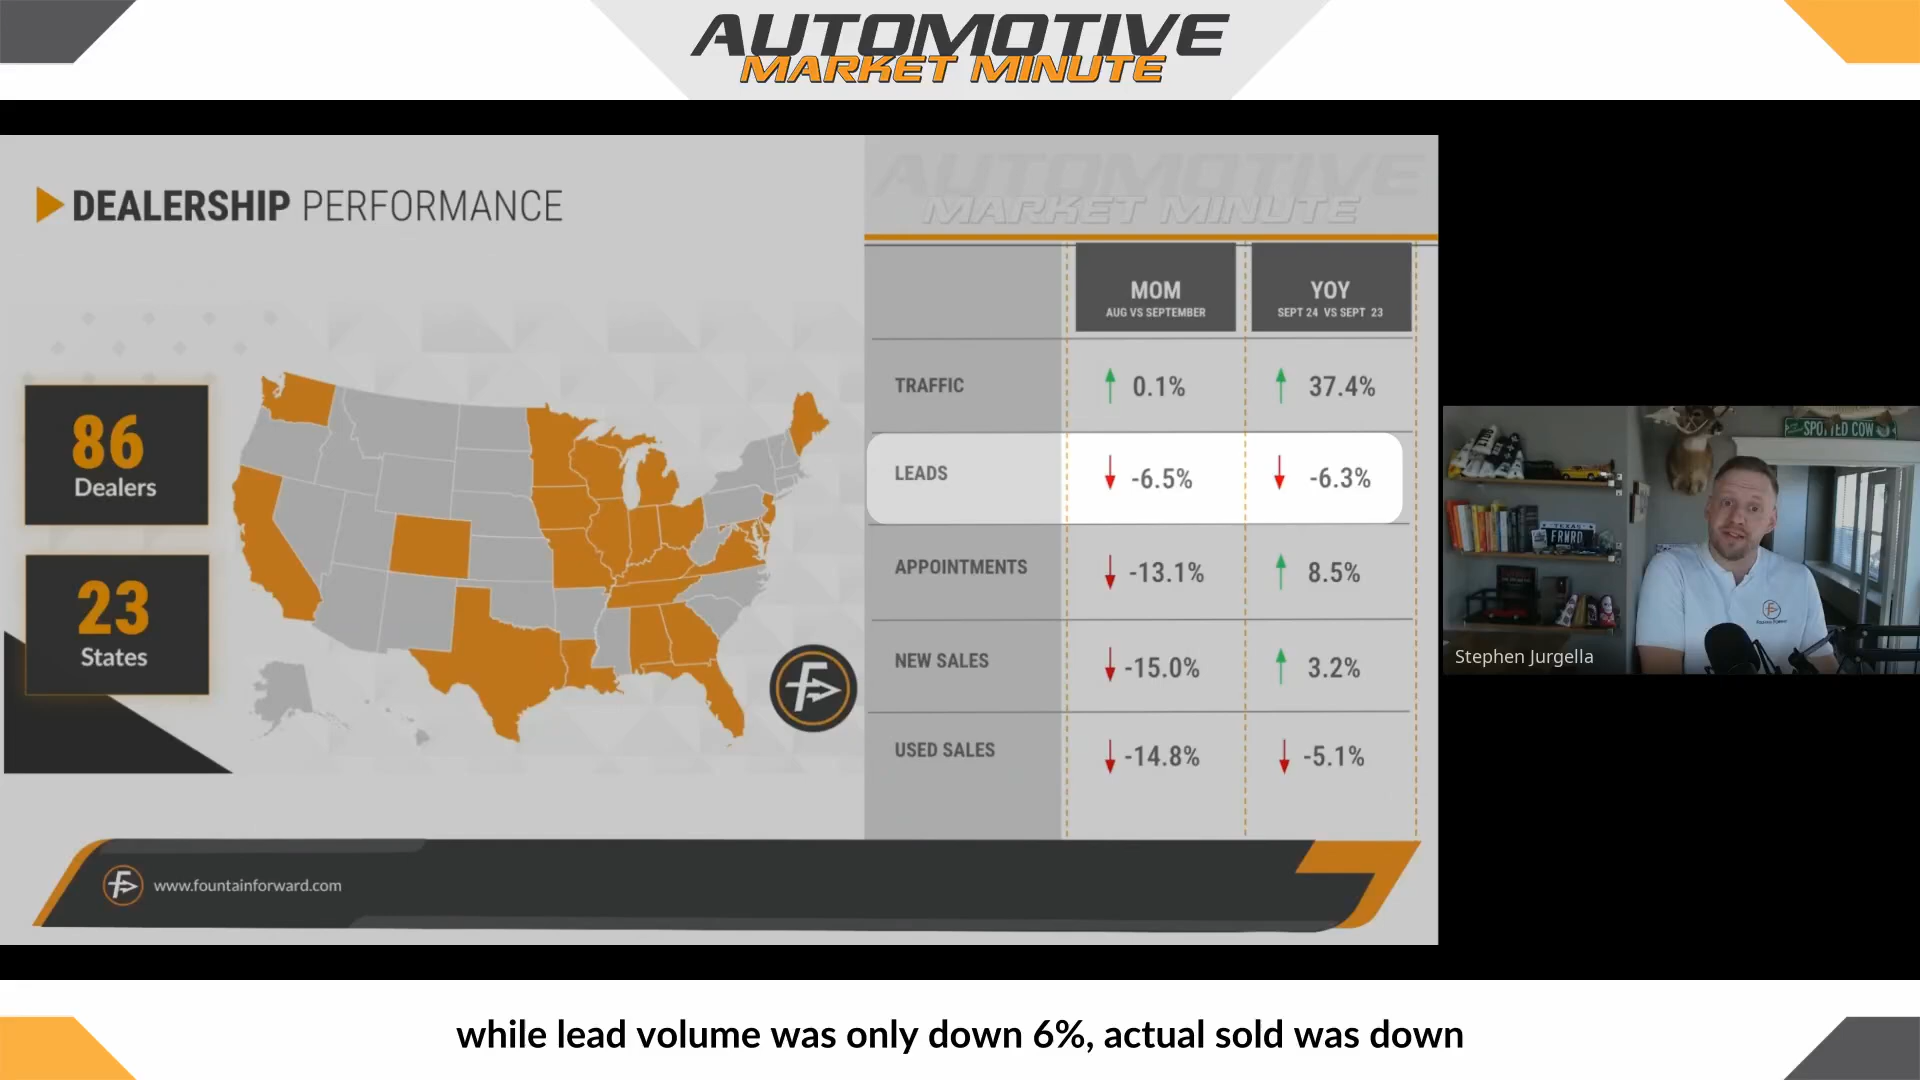 AUTOMOTIVE
MARKET MINUTE
DEALERSHIP PERFORMANCE
86
Dealers
23
States
AUTOMOTIVE
MARKET MINUTE
MOM
AUG VS SEPTEMBER
YOY
SEPT 24 VS SEPT 23
TRAFFIC 0.1% 37.4%
LEADS -6.5% -6.3%
APPOINTMENTS -13.1% 8.5%
NEW SALES -15.0% 3.2%
USED SALES -14.8% -5.1%
www.fountainforward.com
SPOTTED COW
TEXAS
FRWRD
Stephen Jurgella
while lead volume was only down 6%, actual sold was down